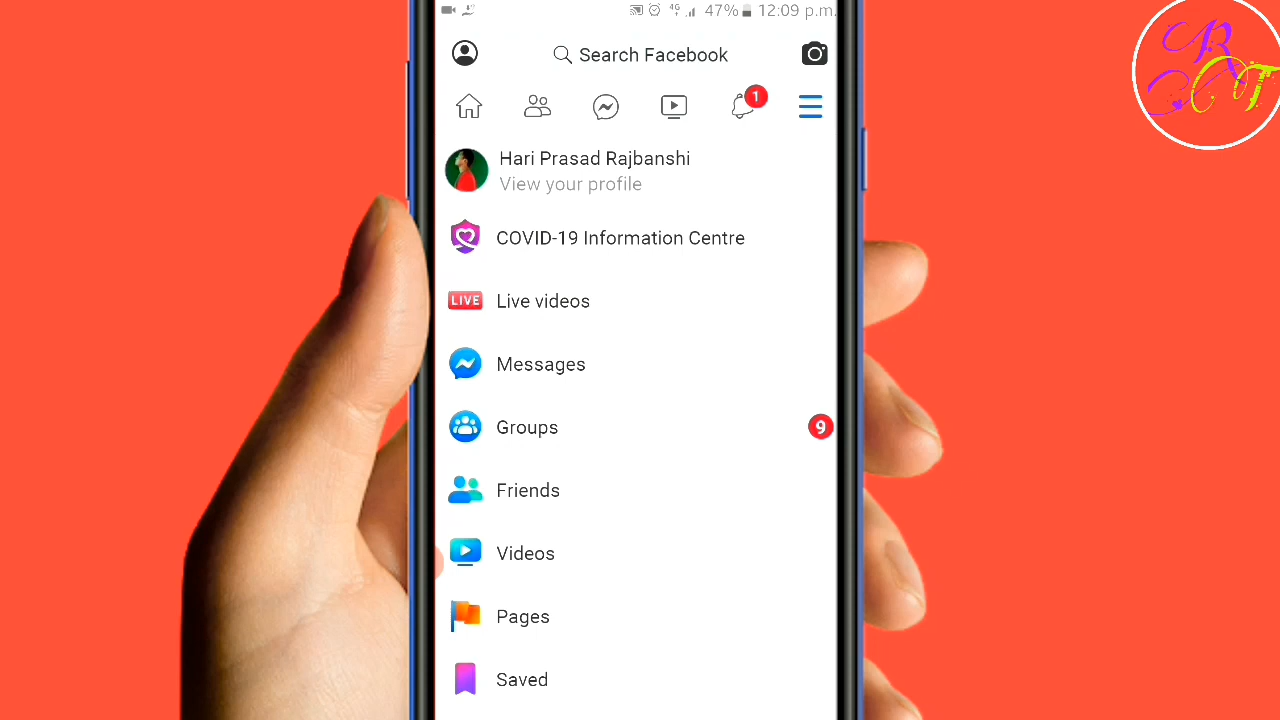 4G 47% 12:09 p.m.
Search Facebook
1
Hari Prasad Rajbanshi
View your profile
COVID-19 Information Centre
LIVE Live videos
Messages
Groups 9
Friends
Videos
Pages
Saved
R
C T